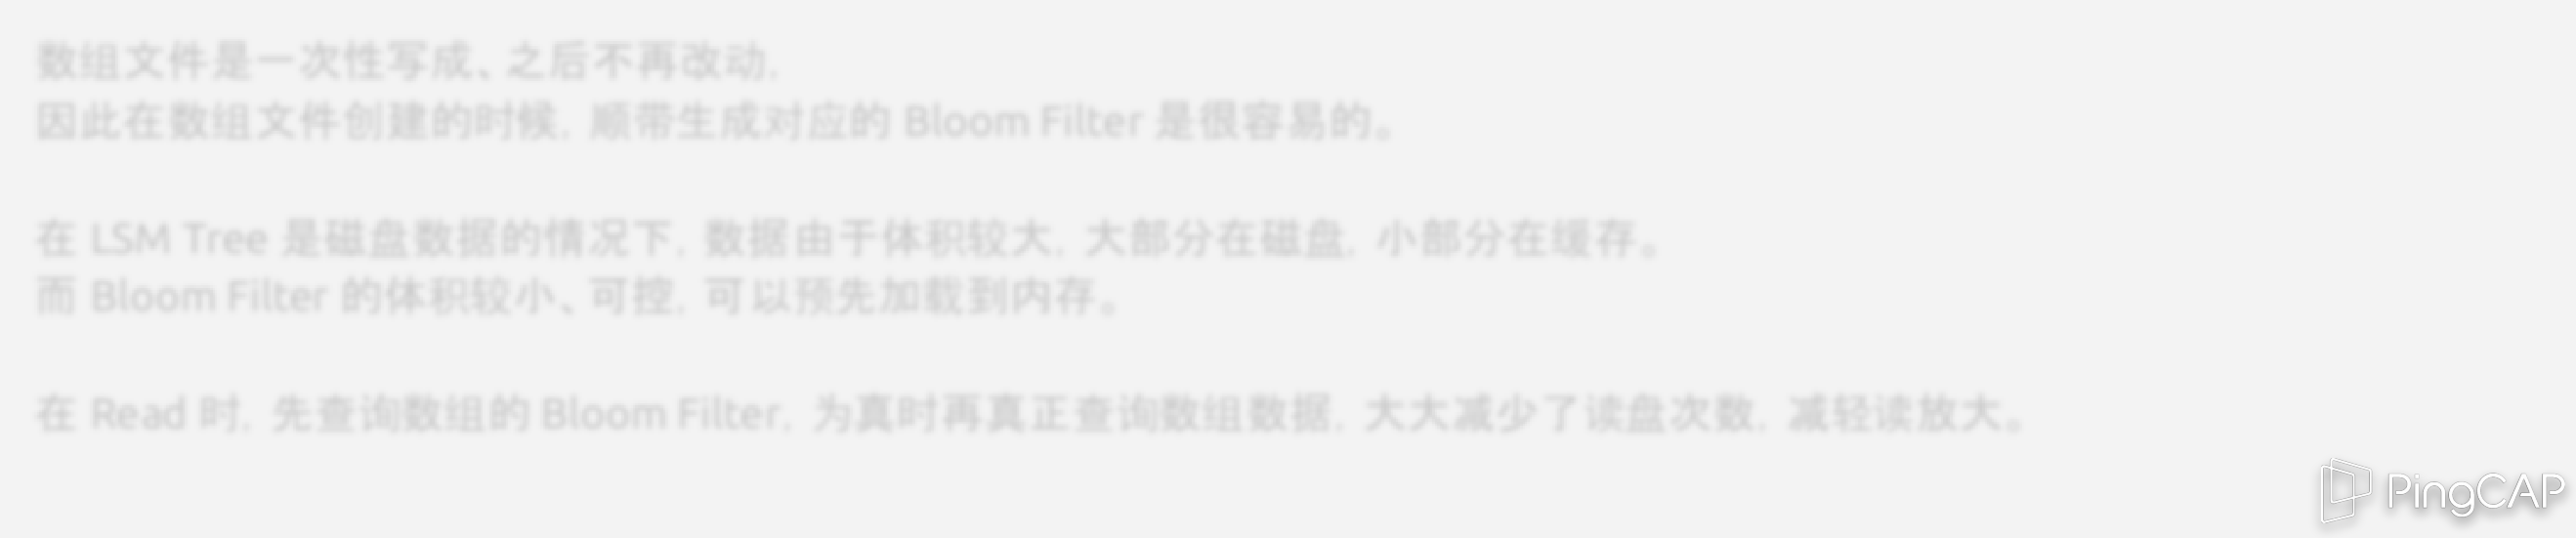 数组文件是一次性写成、之后不再改动，
因此在数组文件创建的时候，顺带生成对应的 Bloom Filter 是很容易的。
在 LSM Tree 是磁盘数据的情况下，数据由于体积较大，大部分在磁盘，小部分在缓存。
而 Bloom Filter 的体积较小、可控，可以预先加载到内存。
在 Read 时，先查询数组的 Bloom Filter，为真时再真正查询数组数据，大大减少了读盘次数，减轻读放大。
PingCAP